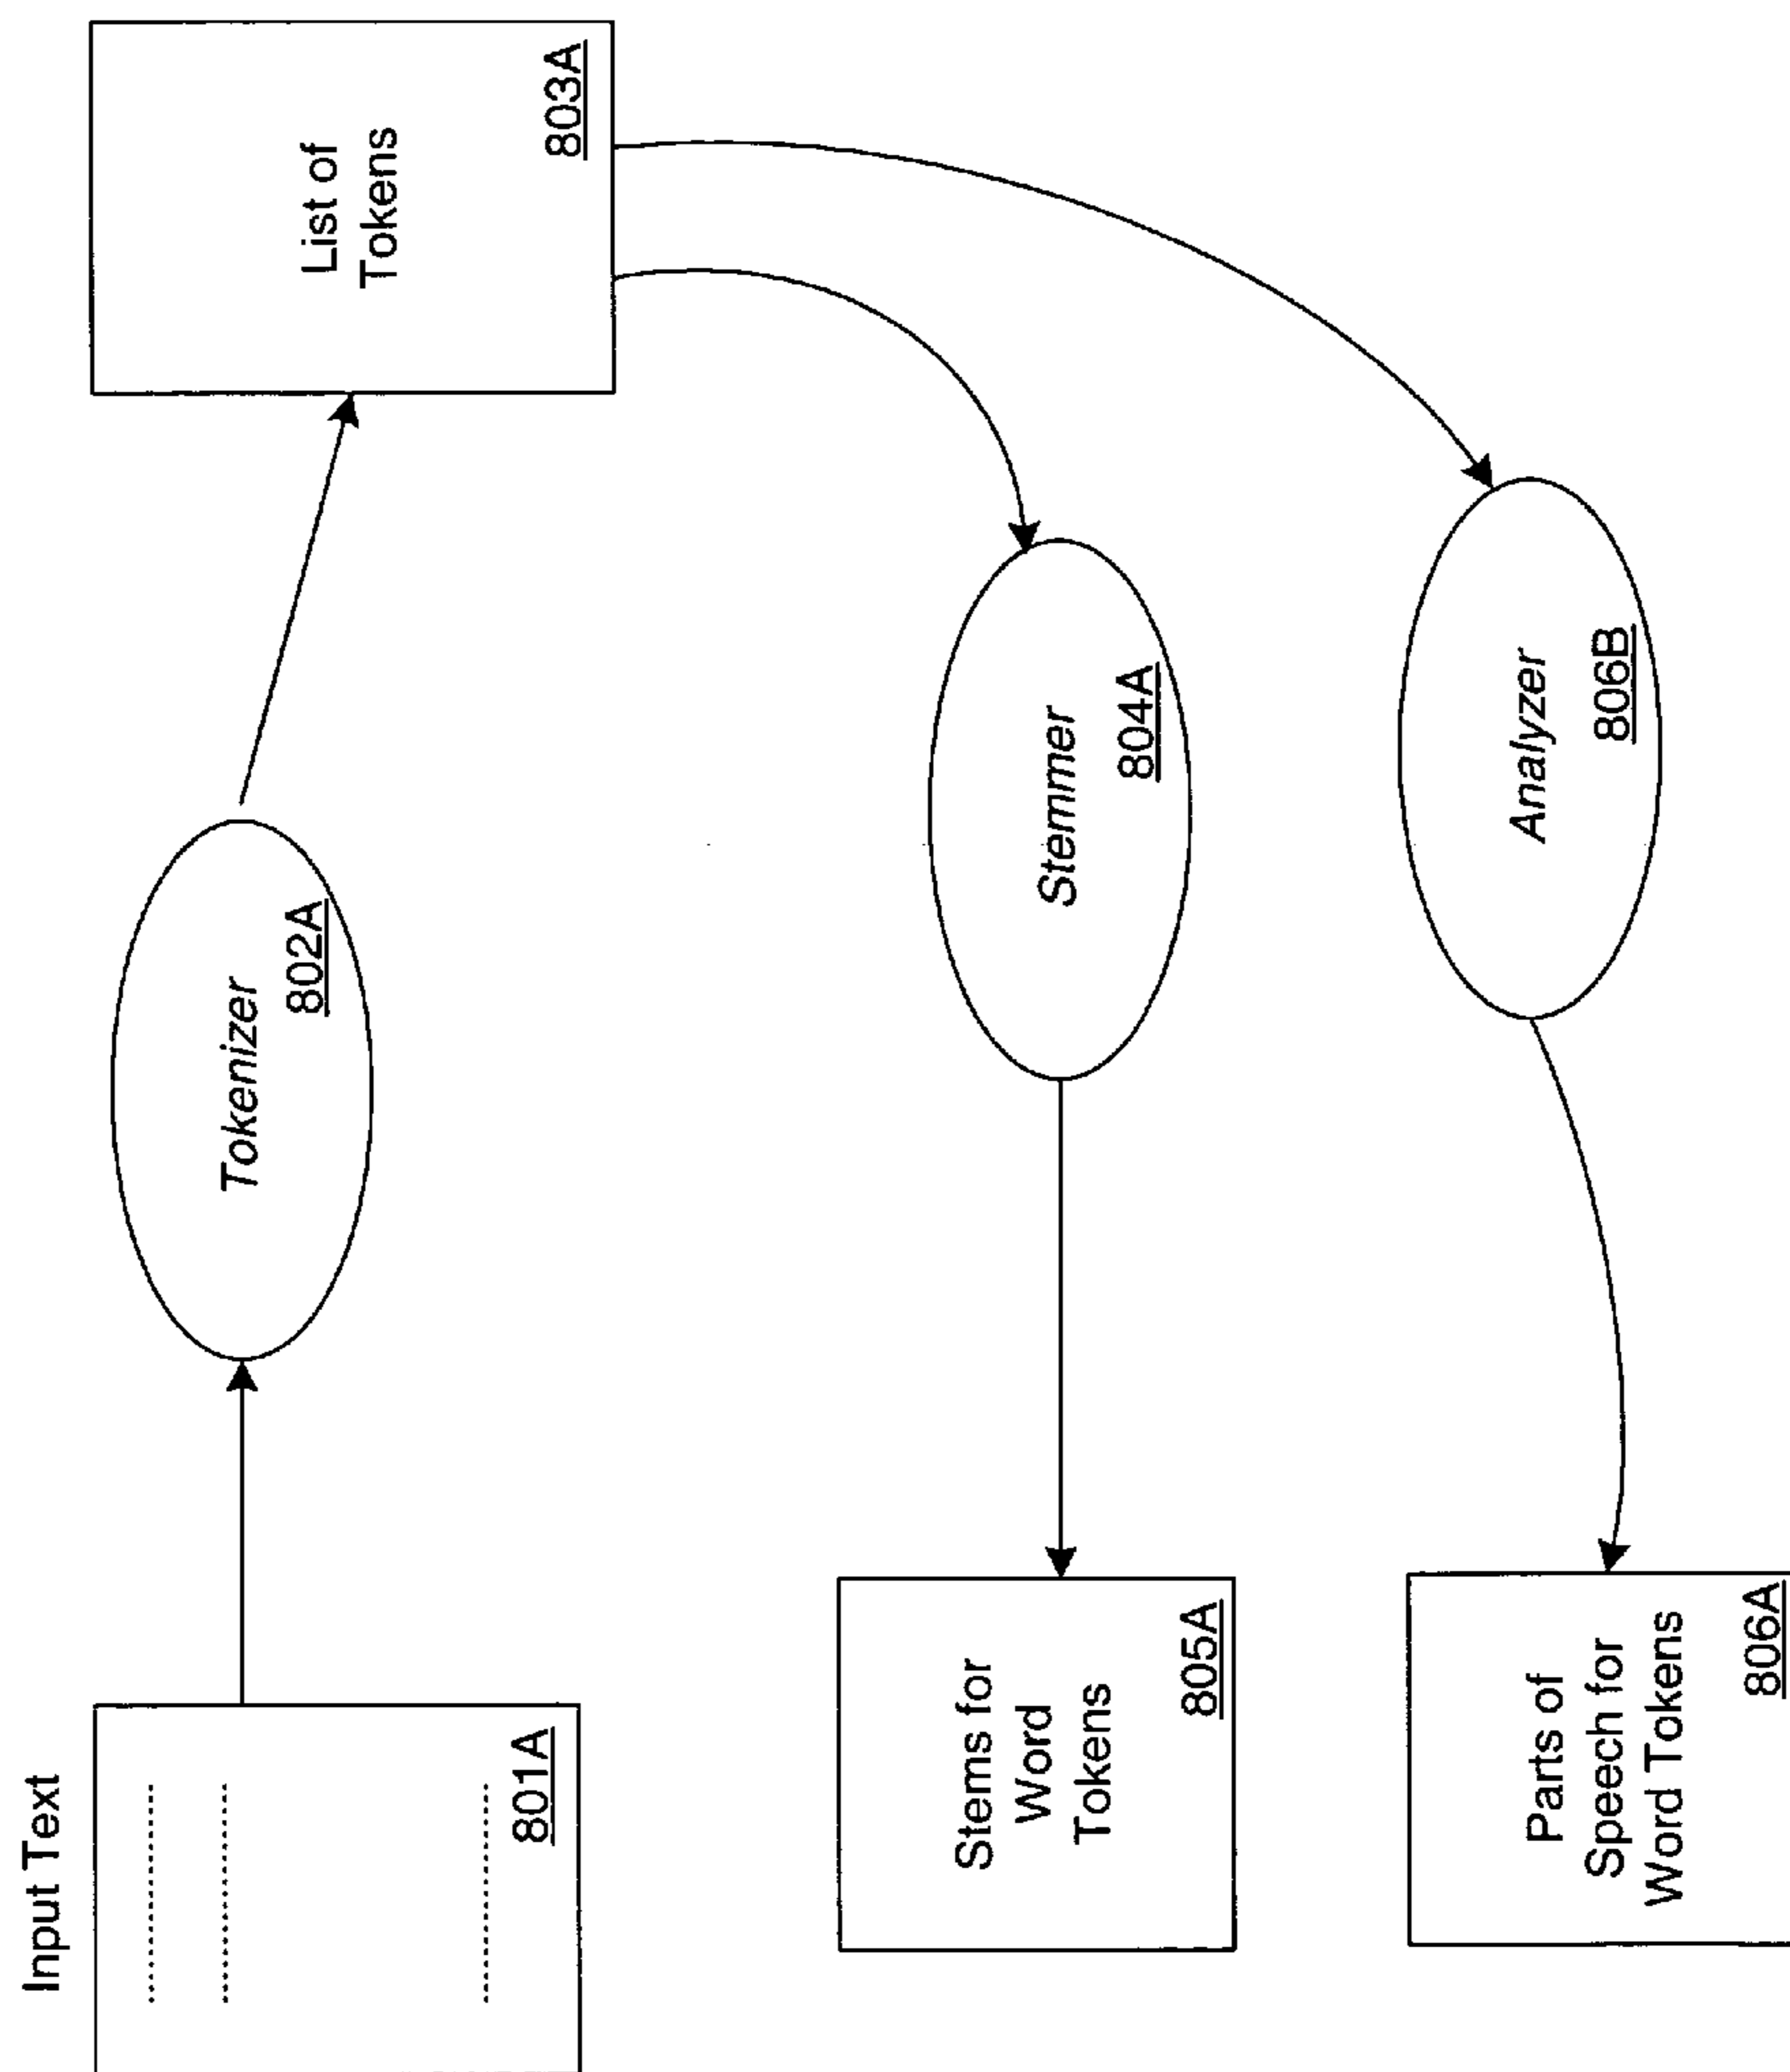 Input Text
801A
Tokenizer
802A
List of
Tokens
803A
Stems for
Word
Tokens
805A
Stemmer
804A
Parts of
Speech for
Word Tokens
806A
Analyzer
806B